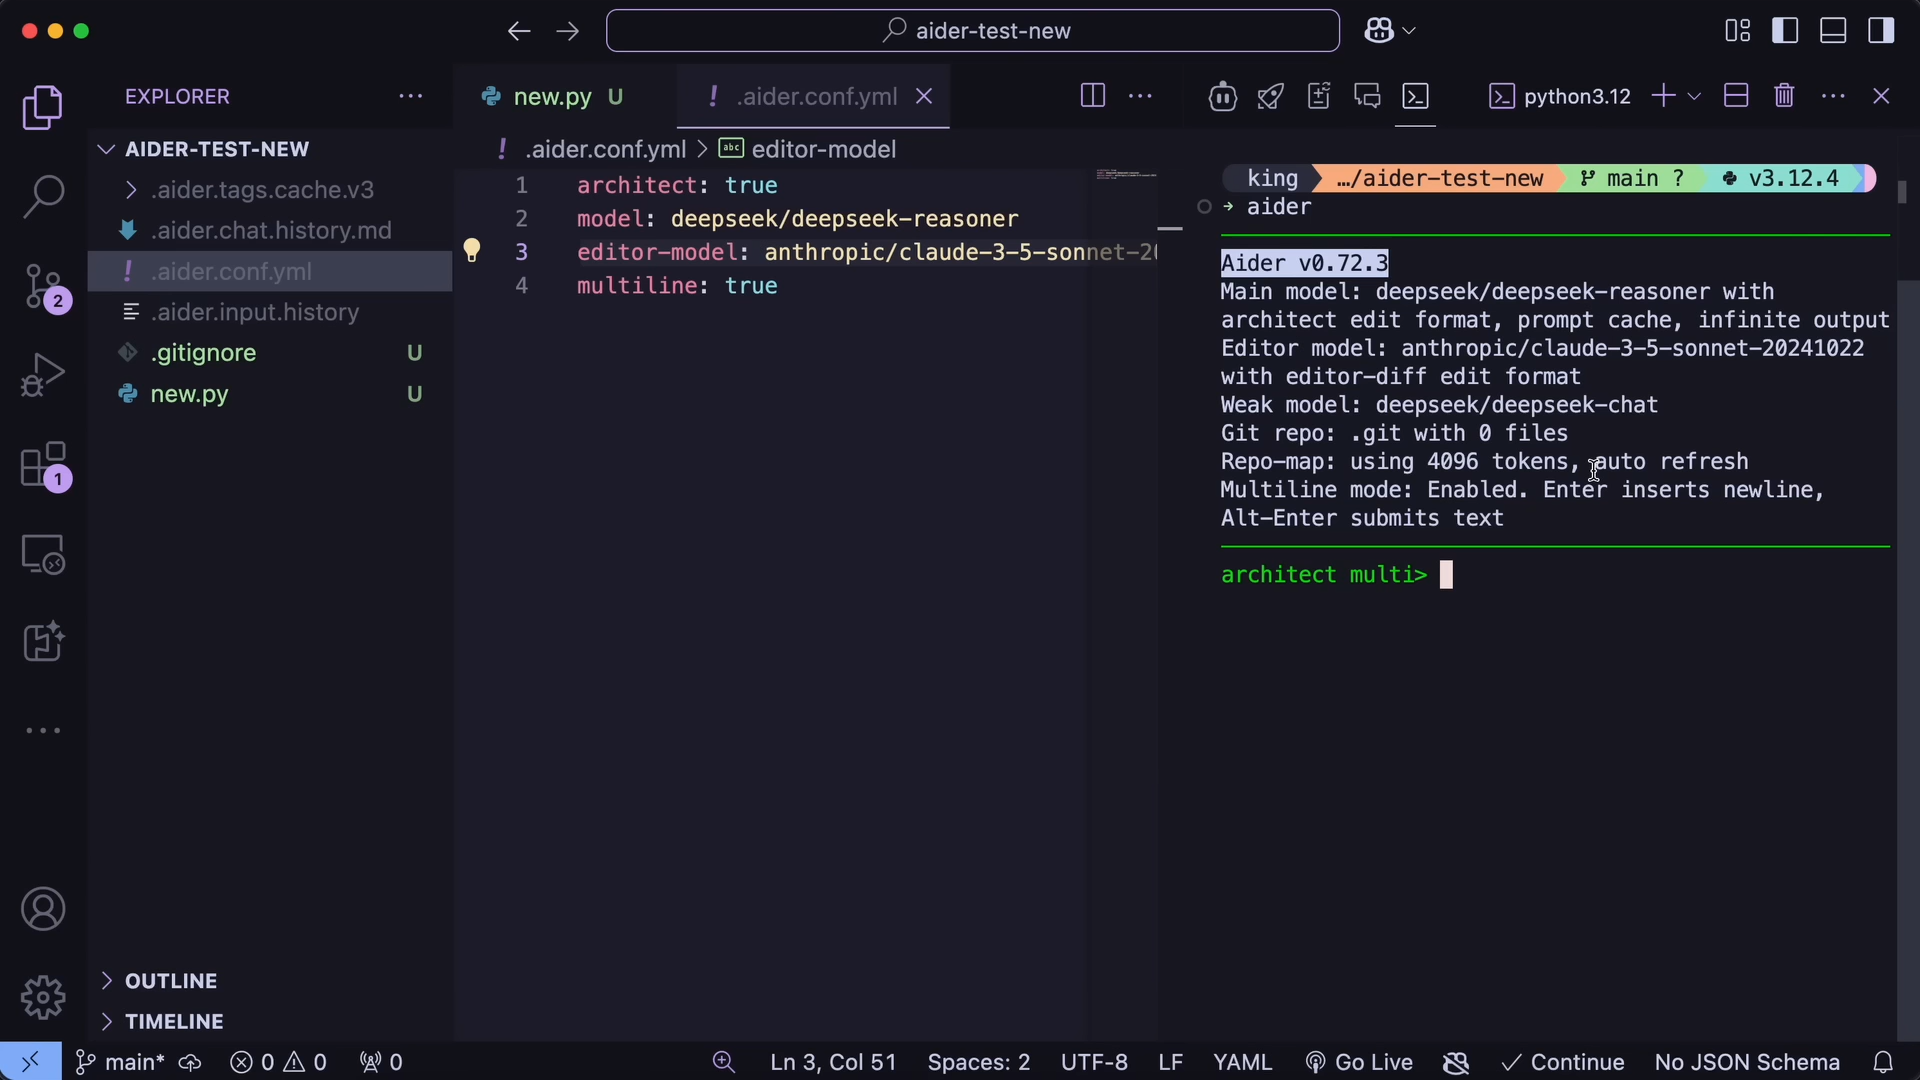 aider-test-new
EXPLORER
AIDER-TEST-NEW
.aider.tags.cache.v3
.aider.chat.history.md
! .aider.conf.yml
.aider.input.history
.gitignore U
new.py U
2
1
OUTLINE
TIMELINE
new.py U
! .aider.conf.yml
! .aider.conf.yml > abc editor-model
1 architect: true
2 model: deepseek/deepseek-reasoner
3 editor-model: anthropic/claude-3-5-sonnet-20
4 multiline: true
python3.12
king …/aider-test-new main ? v3.12.4
aider
Aider v0.72.3
Main model: deepseek/deepseek-reasoner with
architect edit format, prompt cache, infinite output
Editor model: anthropic/claude-3-5-sonnet-20241022
with editor-diff edit format
Weak model: deepseek/deepseek-chat
Git repo: .git with 0 files
Repo-map: using 4096 tokens, auto refresh
Multiline mode: Enabled. Enter inserts newline,
Alt-Enter submits text
architect multi>
main* 0 0 0 Ln 3, Col 51 Spaces: 2 UTF-8 LF YAML Go Live Continue No JSON Schema